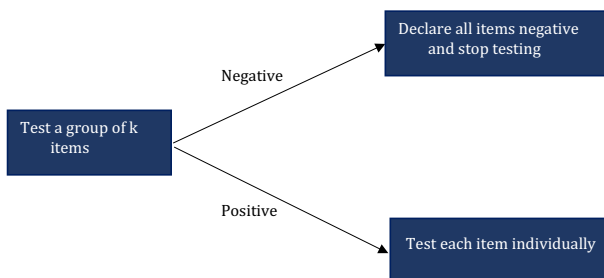 Declare all items negative
and stop testing
Negative
Test a group of k
items
Positive
Test each item individually